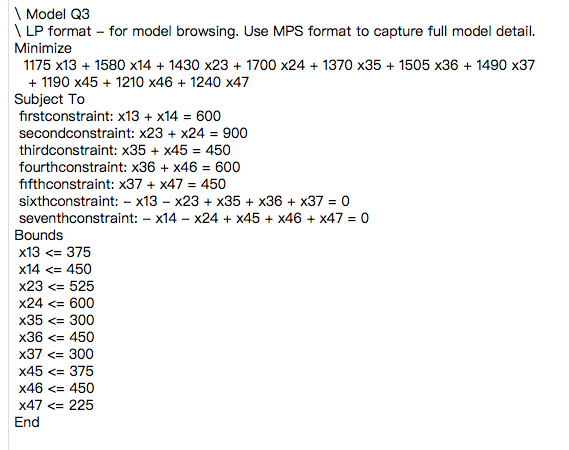 \ Model Q3
\ LP format – for model browsing. Use MPS format to capture full model detail.
Minimize
1175 x13 + 1580 x14 + 1430 x23 + 1700 x24 + 1370 x35 + 1505 x36 + 1490 x37
+ 1190 x45 + 1210 x46 + 1240 x47
Subject To
firstconstraint: x13 + x14 = 600
secondconstraint: x23 + x24 = 900
thirdconstraint: x35 + x45 = 450
fourthconstraint: x36 + x46 = 600
fifthconstraint: x37 + x47 = 450
sixthconstraint: – x13 – x23 + x35 + x36 + x37 = 0
seventhconstraint: – x14 – x24 + x45 + x46 + x47 = 0
Bounds
x13 <= 375
x14 <= 450
x23 <= 525
x24 <= 600
x35 <= 300
x36 <= 450
x37 <= 300
x45 <= 375
x46 <= 450
x47 <= 225
End